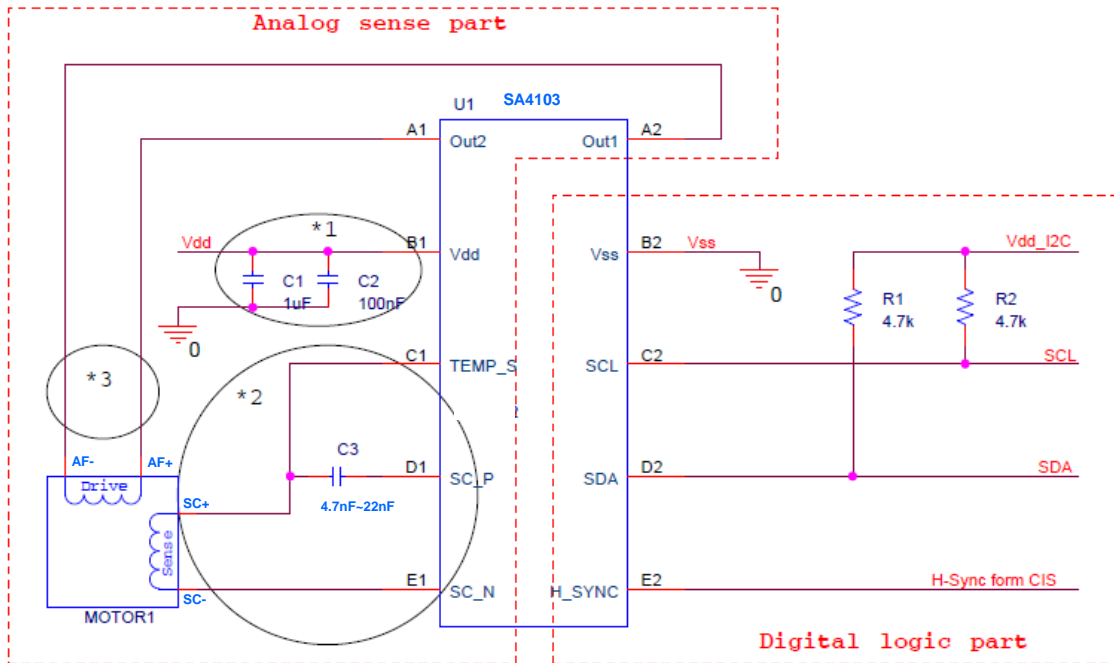 Analog sense part
U1 SA4103
A1 Out2 Out1 A2
*1
Vdd B1 Vdd Vss B2 Vss Vdd_I2C
C1 C2
1uF 100nF
0
0
R1 R2
4.7k 4.7k
C1 TEMP_S SCL C2 SCL
*3
*2
C3
D1 SC_P SDA D2 SDA
4.7nF~22nF
AF- AF+
Drive
SC+
Sense
SC-
MOTOR1
E1 SC_N H_SYNC E2 H-Sync form CIS
Digital logic part